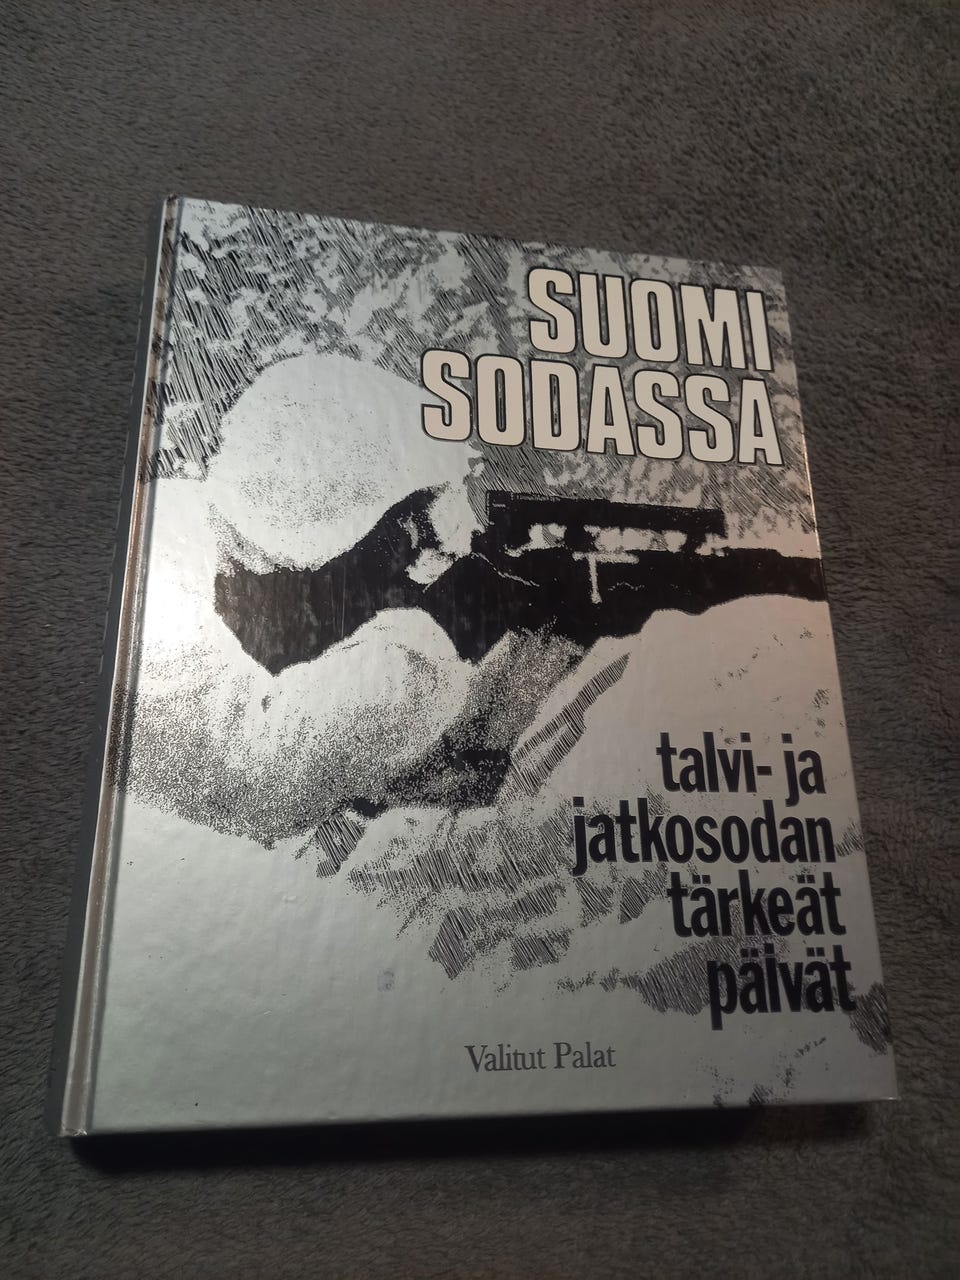 SUOMI
SODASSA
talvi- ja
jatkosodan
tärkeät
päivät
Valitut Palat